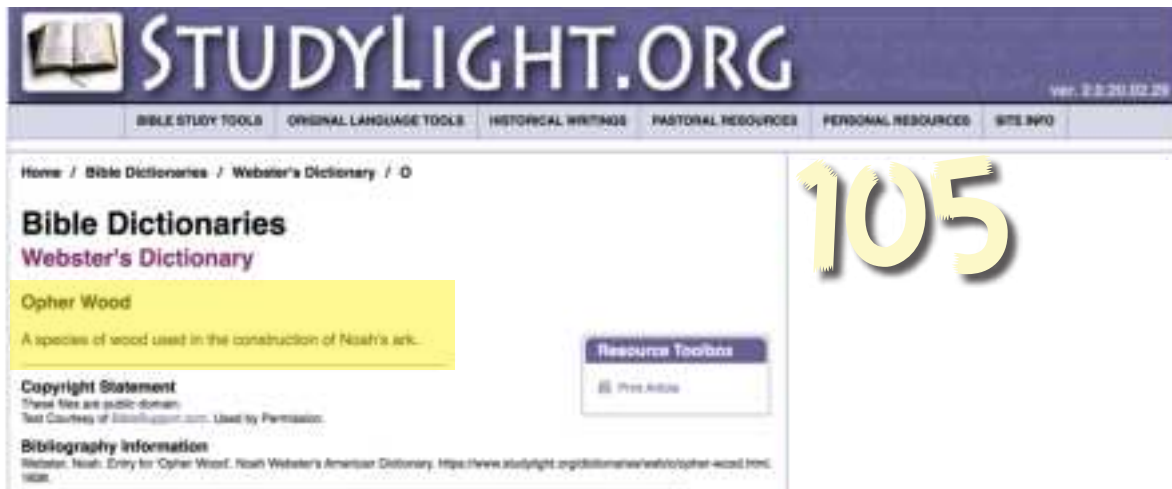 STUDYLIGHT.ORG
ver. 2.0.20.02.29
BIBLE STUDY TOOLS ORIGINAL LANGUAGE TOOLS HISTORICAL WRITINGS PASTORAL RESOURCES PERSONAL RESOURCES SITE INFO
Home / Bible Dictionaries / Webster's Dictionary / O
105
Bible Dictionaries
Webster's Dictionary
Opher Wood
A species of wood used in the construction of Noah's ark.
Resource Toolbox
Print Article
Copyright Statement
These files are public domain.
Text Courtesy of BibleSupport.com. Used by Permission.
Bibliography Information
Webster, Noah. Entry for 'Opher Wood'. Noah Webster's American Dictionary. https://www.studylight.org/dictionaries/web/o/opher-wood.html.